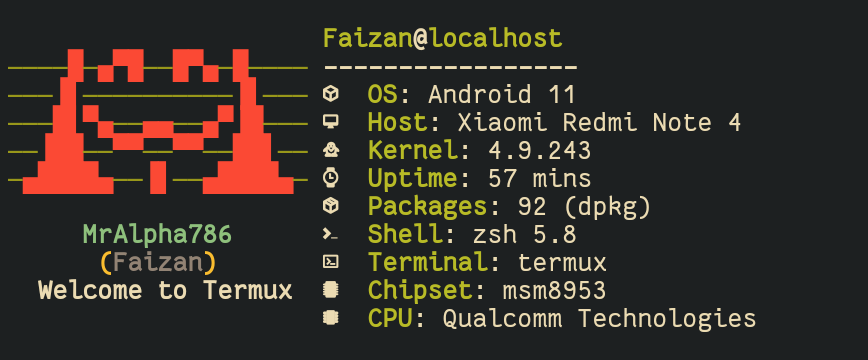 Faizan@localhost
-----------------
OS: Android 11
Host: Xiaomi Redmi Note 4
Kernel: 4.9.243
Uptime: 57 mins
Packages: 92 (dpkg)
Shell: zsh 5.8
Terminal: termux
Chipset: msm8953
CPU: Qualcomm Technologies
MrAlpha786
(Faizan)
Welcome to Termux